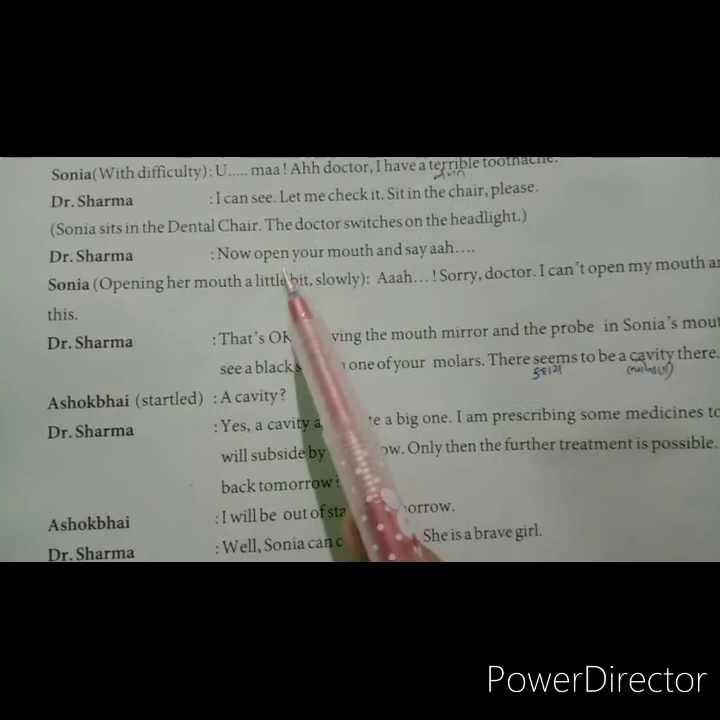 Sonia(With difficulty) : U..... maa! Ahh doctor, I have a terrible toothache.
Dr. Sharma : I can see. Let me check it. Sit in the chair, please.
(Sonia sits in the Dental Chair. The doctor switches on the headlight.)
Dr. Sharma : Now open your mouth and say aah....
Sonia (Opening her mouth a little bit, slowly): Aaah... ! Sorry, doctor. I can't open my mouth
this.
Dr. Sharma : That's OK ving the mouth mirror and the probe in Sonia's
see a black one of your molars. There seems to be a cavity there.
Ashokbhai (startled) : A cavity?
Dr. Sharma : Yes, a cavity a big one. I am prescribing some medicines to
will subside by ow. Only then the further treatment is possible.
back tomorrow?
Ashokbhai : I will be out of sta orrow.
Dr. Sharma : Well, Sonia can She is a brave girl.
PowerDirector